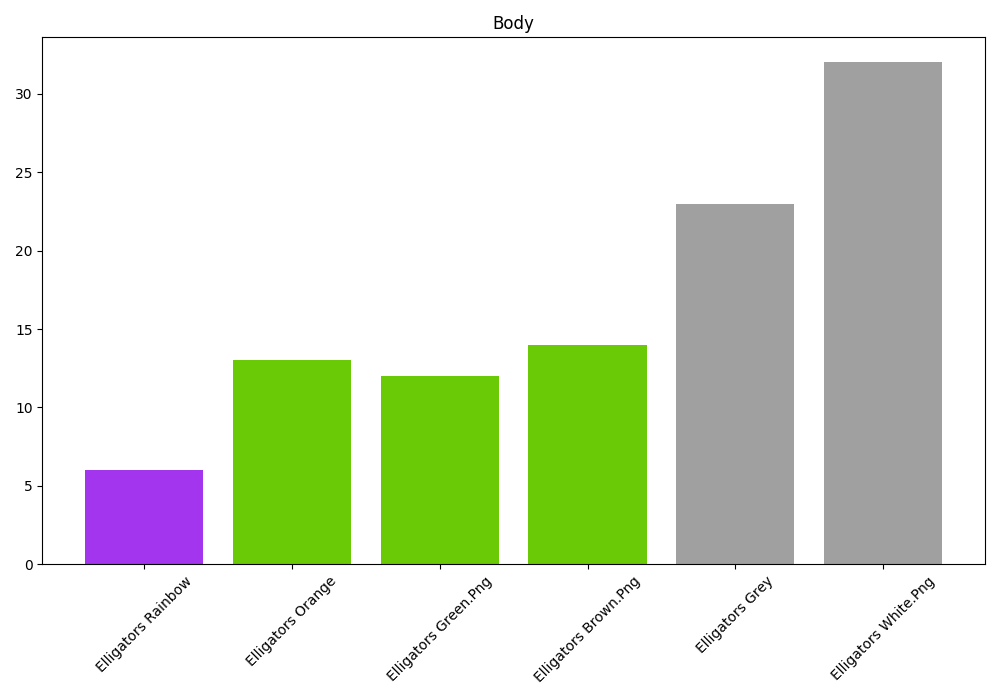 Body
30
25
20
15
10
5
0
Elligators Rainbow
Elligators Orange
Elligators Green.Png
Elligators Brown.Png
Elligators Grey
Elligators White.Png